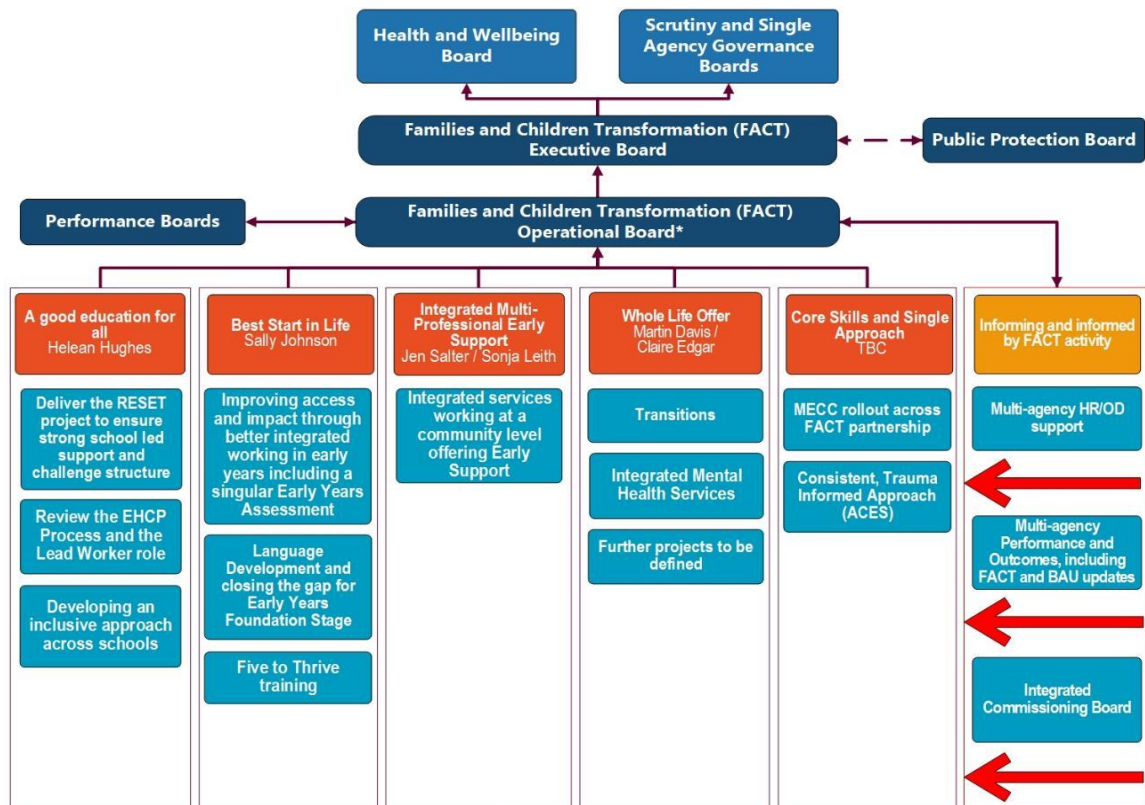 Health and Wellbeing
Board
Scrutiny and Single
Agency Governance
Boards
Families and Children Transformation (FACT)
Executive Board
Public Protection Board
Performance Boards
Families and Children Transformation (FACT)
Operational Board*
A good education for
all
Helean Hughes
Deliver the RESET
project to ensure
strong school led
support and
challenge structure
Review the EHCP
Process and the
Lead Worker role
Developing an
inclusive approach
across schools
Best Start in Life
Sally Johnson
Improving access
and impact through
better integrated
working in early
years including a
singular Early Years
Assessment
Language
Development and
closing the gap for
Early Years
Foundation Stage
Five to Thrive
training
Integrated Multi-
Professional Early
Support
Jen Salter / Sonja Leith
Integrated services
working at a
community level
offering Early
Support
Whole Life Offer
Martin Davis /
Claire Edgar
Transitions
Integrated Mental
Health Services
Further projects to be
defined
Core Skills and Single
Approach
TBC
MECC rollout across
FACT partnership
Consistent, Trauma
Informed Approach
(ACES)
Informing and informed
by FACT activity
Multi-agency HR/OD
support
Multi-agency
Performance and
Outcomes, including
FACT and BAU updates
Integrated
Commissioning Board